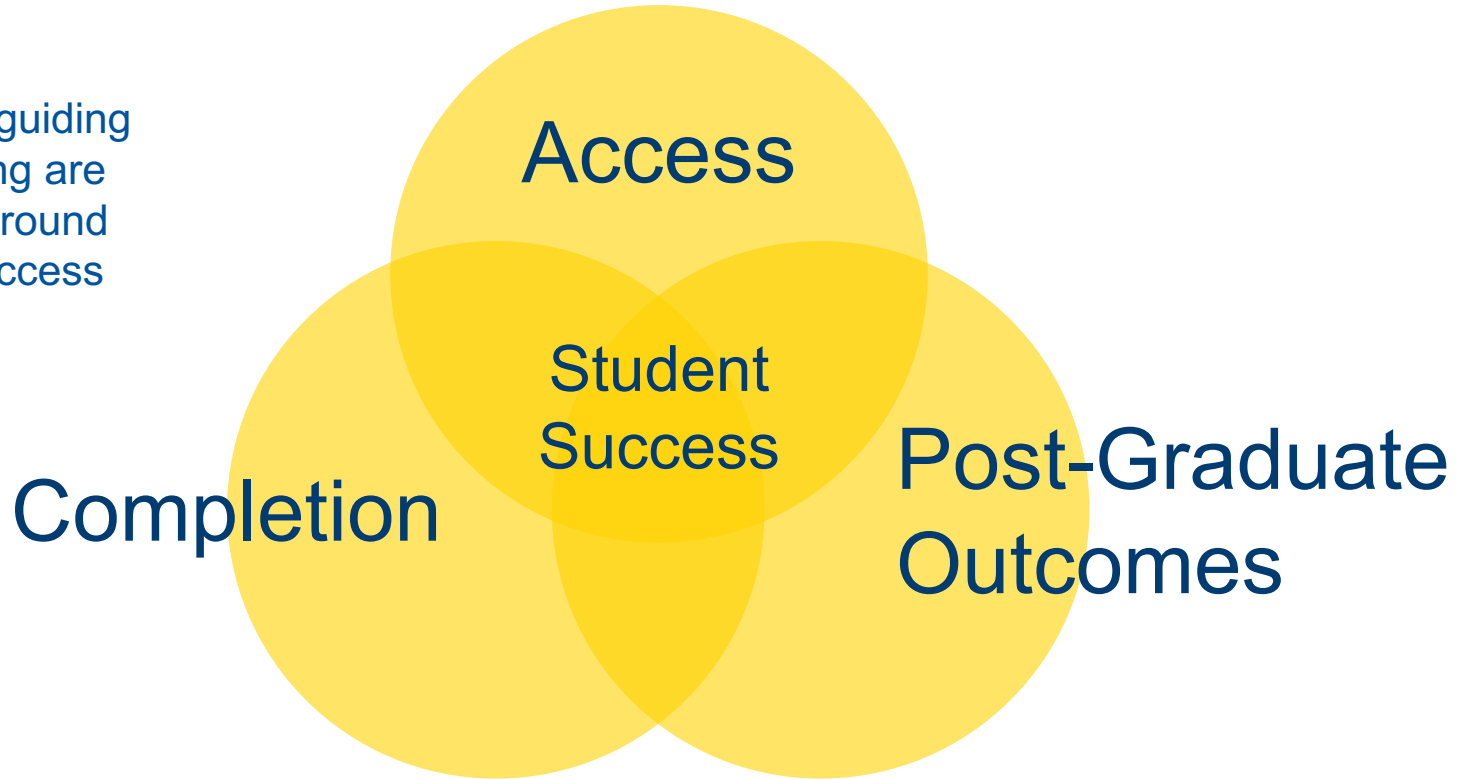 guiding
ng are
round
ccess
Access
Student
Success
Completion
Post-Graduate
Outcomes